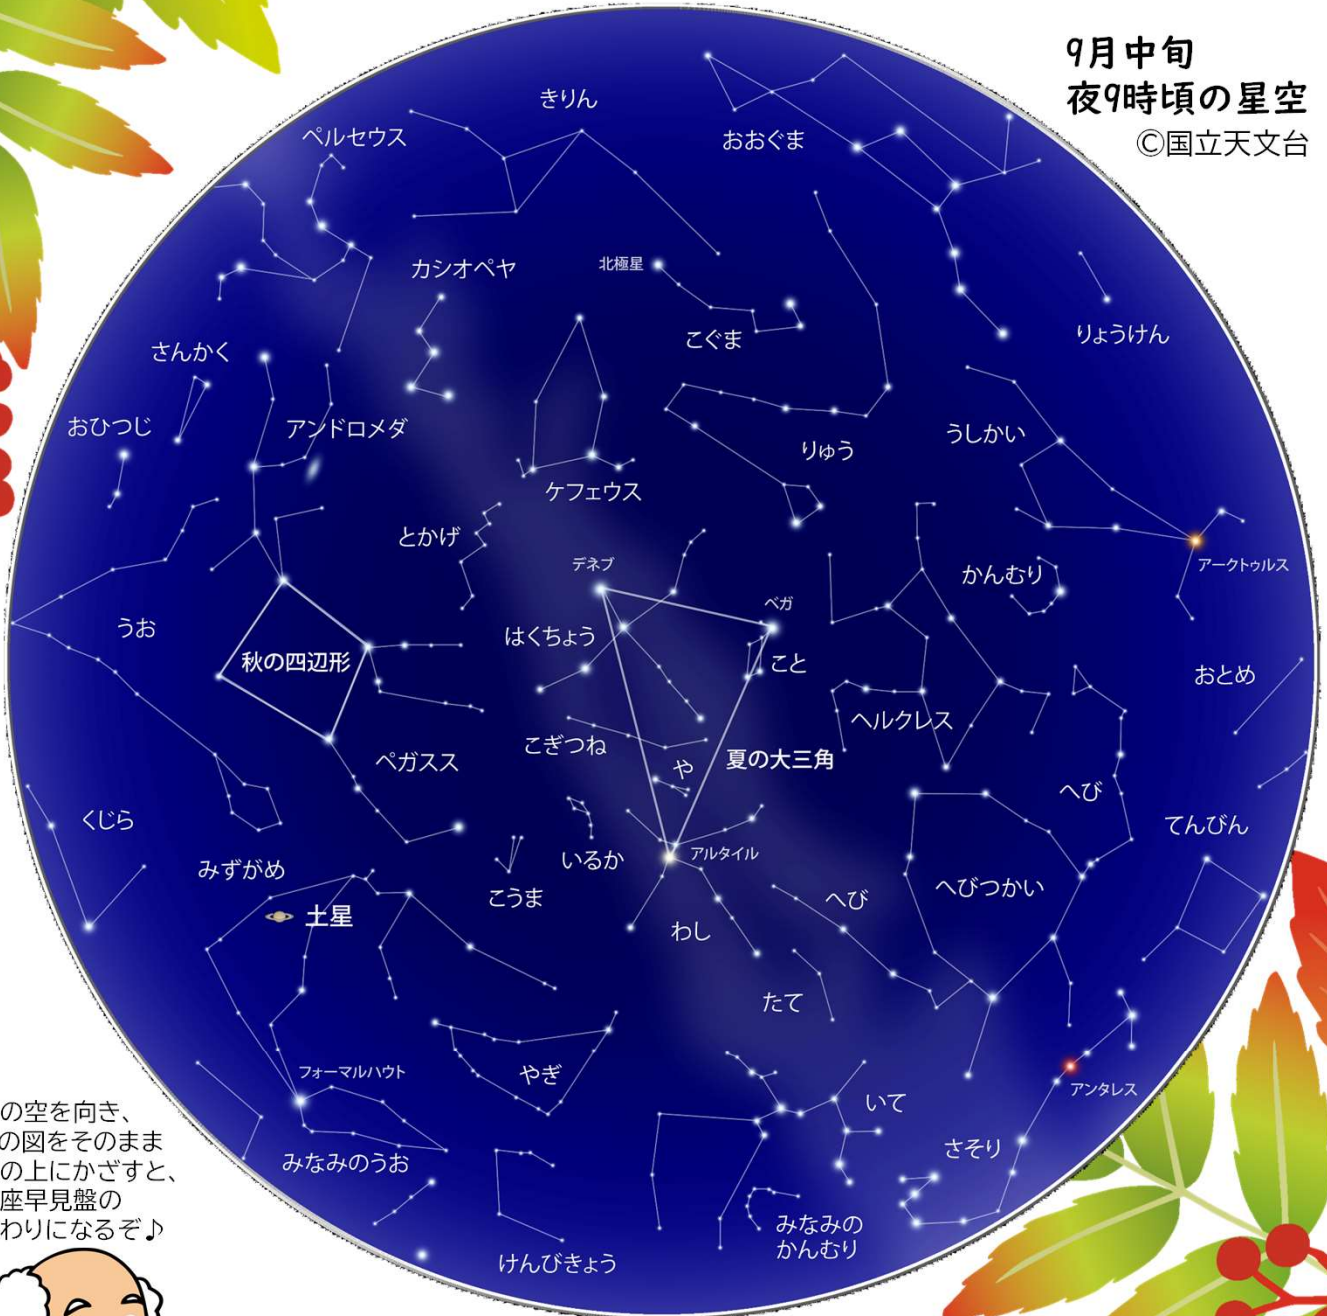 9月中旬
夜9時頃の星空
©国立天文台
きりん
ペルセウス
おおぐま
カシオペヤ
北極星
こぐま
りょうけん
さんかく
おひつじ
アンドロメダ
りゅう
うしかい
ケフェウス
とかげ
デネブ
かんむり
アークトゥルス
ベガ
うお
はくちょう
秋の四辺形
こと
おとめ
ヘルクレス
こぎつね
ペガスス
や
夏の大三角
へび
くじら
てんびん
みずがめ
いるか
アルタイル
こうま
へび
へびつかい
土星
わし
たて
フォーマルハウト
やぎ
いて
アンタレス
さそり
みなみのうお
みなみの
かんむり
けんびきょう
の空を向き、
の図をそのまま
の上にかざすと、
座早見盤の
わりになるぞ♪